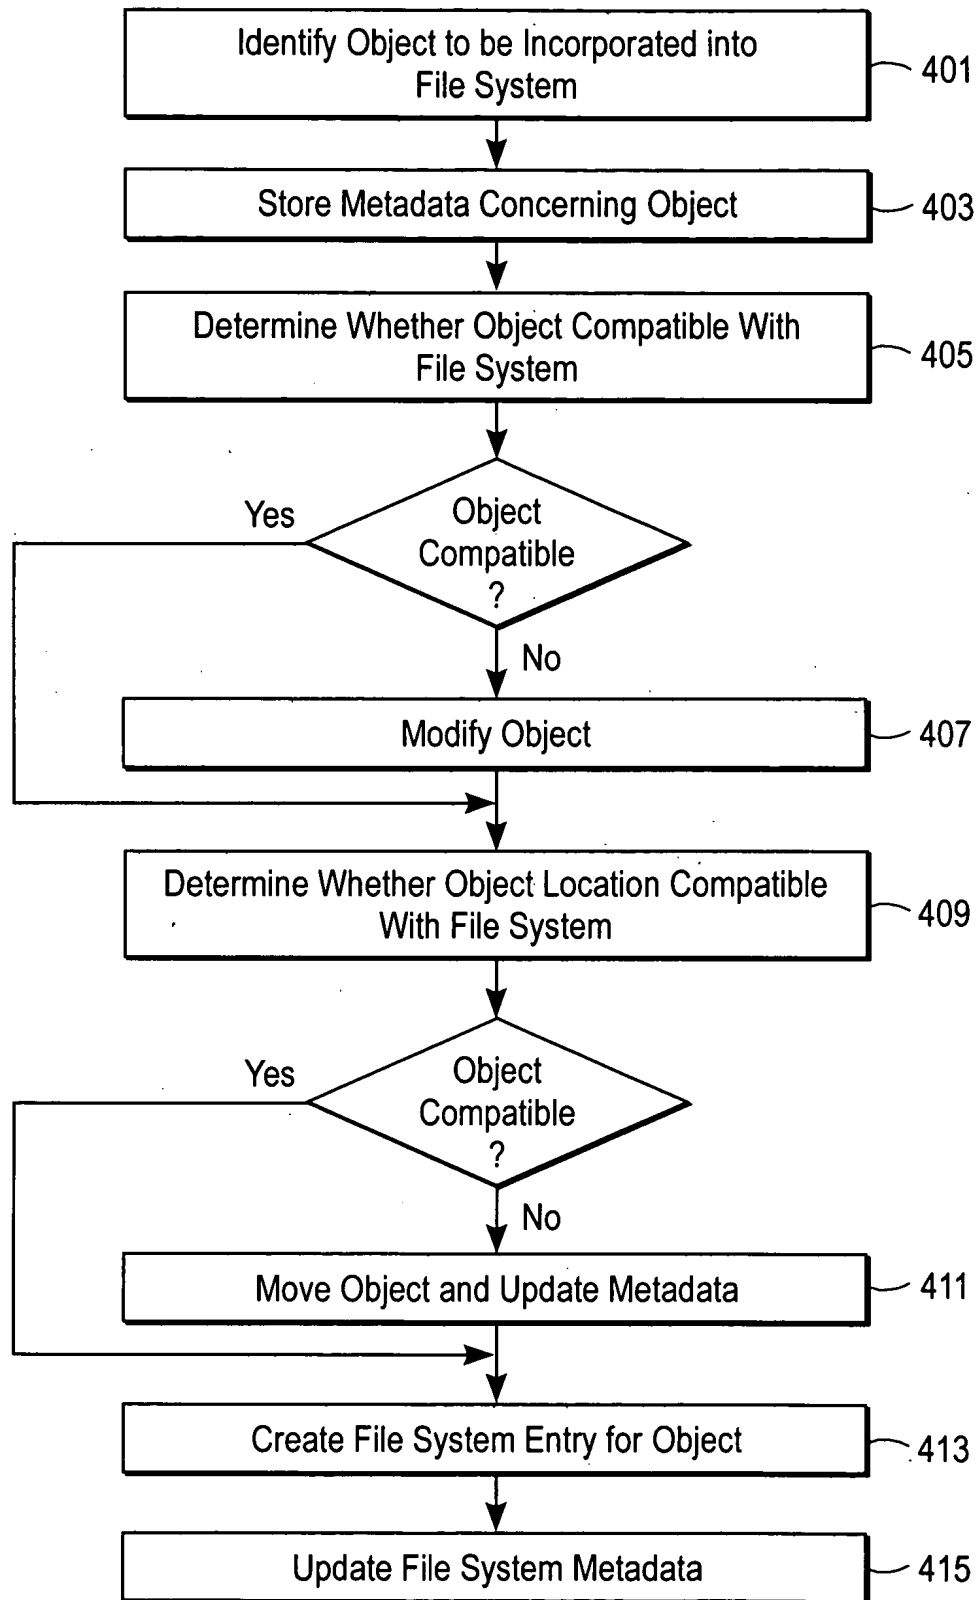 Identify Object to be Incorporated into
File System
401
Store Metadata Concerning Object
403
Determine Whether Object Compatible With
File System
405
Yes
Object
Compatible
?
No
Modify Object
407
Determine Whether Object Location Compatible
With File System
409
Yes
Object
Compatible
?
No
Move Object and Update Metadata
411
Create File System Entry for Object
413
Update File System Metadata
415